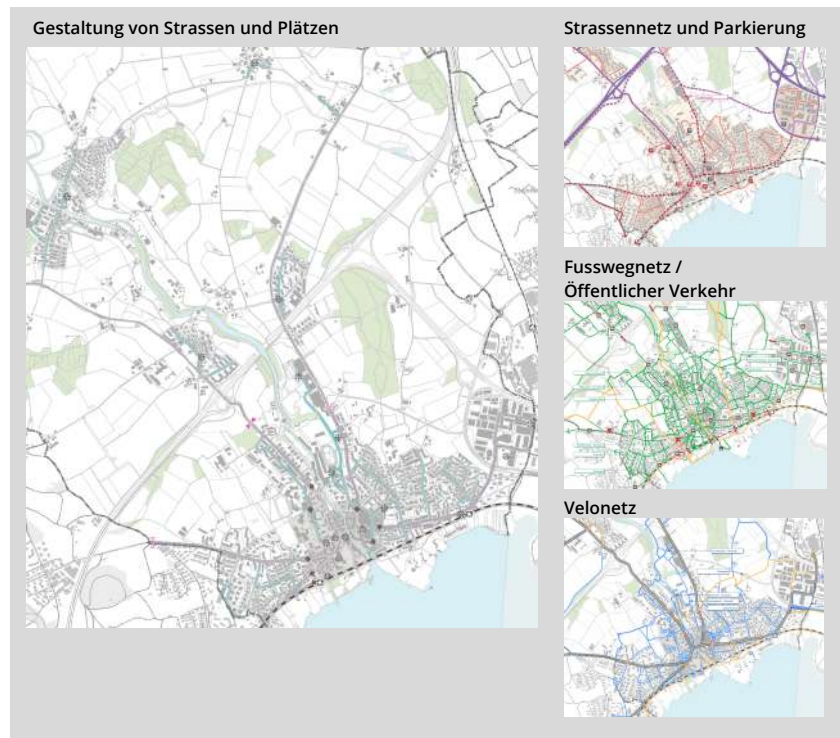 Gestaltung von Strassen und Plätzen
Strassennetz und Parkierung
Fusswegnetz /
Öffentlicher Verkehr
Velonetz